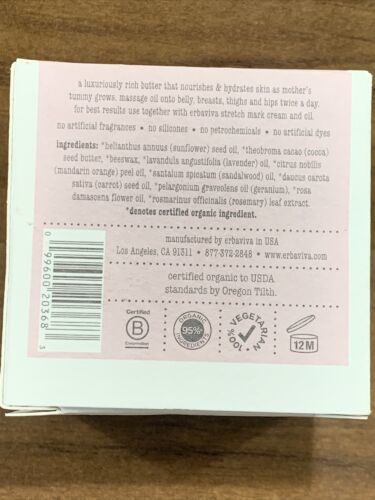 a luxuriously rich butter that nourishes & hydrates skin as mother's
tummy grows. massage oil onto belly, breasts, thighs and hips twice a day.
for best results use together with erbaviva stretch mark cream and oil.
no artificial fragrances • no silicones • no petrochemicals • no artificial dyes
ingredients: *helianthus annuus (sunflower) seed oil, *theobroma cacao (cocoa)
seed butter, *beeswax, *lavandula angustifolia (lavender) oil, *citrus nobilis
(mandarin orange) peel oil, *santalum spicatum (sandalwood) oil, *daucus carota
sativa (carrot) seed oil, *pelargonium graveolens oil (geranium), *rosa
damascena flower oil, *rosmarinus officinalis (rosemary) leaf extract.
*denotes certified organic ingredient.
manufactured by erbaviva in USA
Los Angeles, CA 91311 • 877-372-2848 • www.erbaviva.com
certified organic to USDA
standards by Oregon Tilth.
0 99600 20368 3
Certified
B
Corporation
ORGANIC
95%+
INGREDIENTS
100% VEGETARIAN
12M